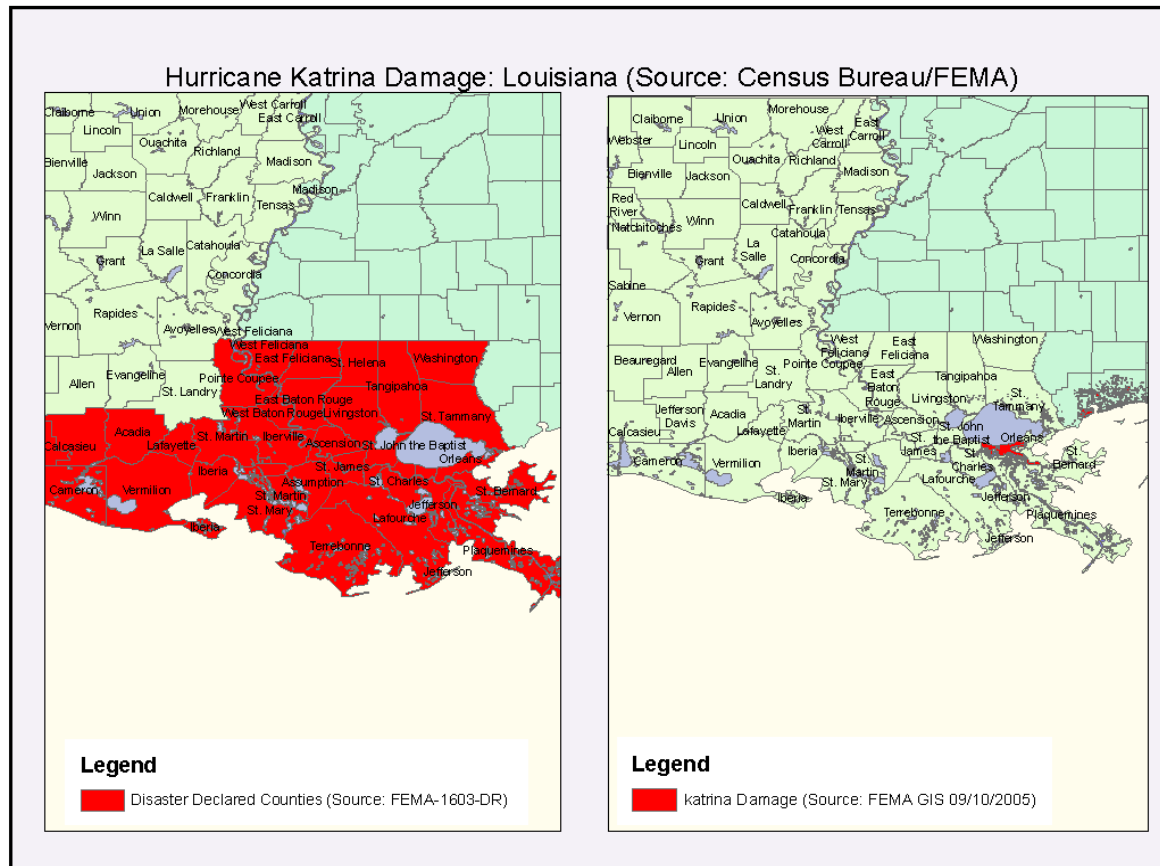 Hurricane Katrina Damage: Louisiana (Source: Census Bureau/FEMA)
Claiborne
Union
Morehouse
West Carroll
East Carroll
Lincoln
Ouachita
Richland
Bienville
Madison
Jackson
Madison
Caldwell
Franklin
Tensas
Winn
Catahoula
La Salle
Grant
Concordia
Rapides
Vernon
Avoyelles
West Feliciana
West Feliciana
East Feliciana
St. Helena
Washington
Evangeline
Pointe Coupee
Allen
St. Landry
Tangipahoa
East Baton Rouge
West Baton Rouge
Livingston
St. Tammany
Acadia
Calcasieu
Lafayette
St. Martin
Iberville
Ascension
St. John the Baptist
Orleans
Iberia
St. James
Cameron
Vermilion
Assumption
St. Charles
St. Martin
St. Bernard
St. Mary
Jefferson
Iberia
Lafourche
Terrebonne
Plaquemines
Jefferson
Legend
Disaster Declared Counties (Source: FEMA-1603-DR)
Morehouse
Claiborne
Union
West
Carroll
East
Carroll
Webster
Lincoln
Ouachita
Richland
Bienville
Jackson
Madison
Red
River
Caldwell
Franklin
Tensas
Natchitoches
Winn
Catahoula
La
Salle
Grant
Concordia
Sabine
Rapides
Vernon
Avoyelles
West
Feliciana
East
Feliciana
Washington
Beauregard
Evangeline
Pointe Coupee
Allen
St.
Landry
East
Baton
Rouge
Tangipahoa
Livingston
St.
Tammany
Jefferson
Davis
Acadia
St.
Martin
Iberville
Ascension
Calcasieu
Lafayette
St. John
the Baptist
Orleans
St.
James
St.
Charles
St.
Bernard
Cameron
Vermilion
Iberia
St.
Martin
St. Mary
Lafourche
Iberia
Jefferson
Terrebonne
Plaquemines
Jefferson
Legend
katrina Damage (Source: FEMA GIS 09/10/2005)